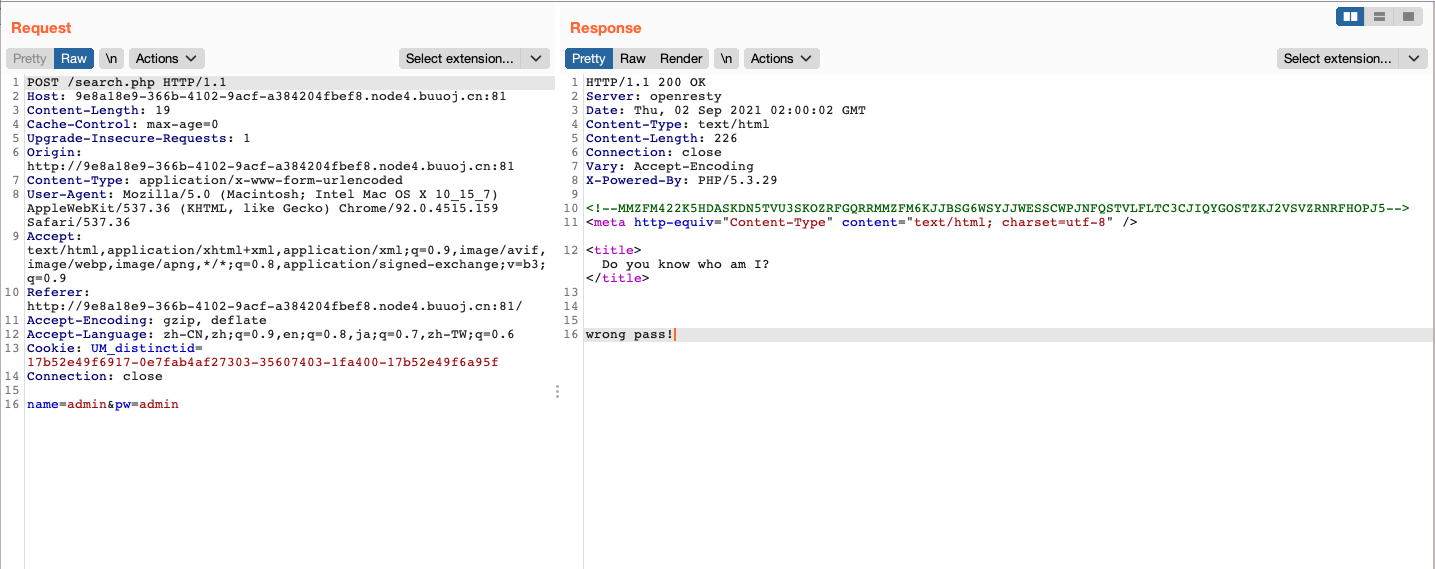 Request
Pretty Raw \n Actions Select extension...
1 POST /search.php HTTP/1.1
2 Host: 9e8a18e9-366b-4102-9acf-a384204fbef8.node4.buuoj.cn:81
3 Content-Length: 19
4 Cache-Control: max-age=0
5 Upgrade-Insecure-Requests: 1
6 Origin:
http://9e8a18e9-366b-4102-9acf-a384204fbef8.node4.buuoj.cn:81
7 Content-Type: application/x-www-form-urlencoded
8 User-Agent: Mozilla/5.0 (Macintosh; Intel Mac OS X 10_15_7)
AppleWebKit/537.36 (KHTML, like Gecko) Chrome/92.0.4515.159
Safari/537.36
9 Accept:
text/html,application/xhtml+xml,application/xml;q=0.9,image/avif,
image/webp,image/apng,*/*;q=0.8,application/signed-exchange;v=b3;
q=0.9
10 Referer:
http://9e8a18e9-366b-4102-9acf-a384204fbef8.node4.buuoj.cn:81/
11 Accept-Encoding: gzip, deflate
12 Accept-Language: zh-CN,zh;q=0.9,en;q=0.8,ja;q=0.7,zh-TW;q=0.6
13 Cookie: UM_distinctid=
17b52e49f6917-0e7fab4af27303-35607403-1fa400-17b52e49f6a95f
14 Connection: close
15
16 name=admin&pw=admin
Response
Pretty Raw Render \n Actions Select extension...
1 HTTP/1.1 200 OK
2 Server: openresty
3 Date: Thu, 02 Sep 2021 02:00:02 GMT
4 Content-Type: text/html
5 Content-Length: 226
6 Connection: close
7 Vary: Accept-Encoding
8 X-Powered-By: PHP/5.3.29
9
10 <!--MMZFM422K5HDASKDN5TVU3SKOZRFGQRRMMZFM6KJJBSG6WSYJJWESSCWPJNFQSTVLFLTC3CJIQYGOSTZKJ2VSVZRNRFHOPJ5-->
11 <meta http-equiv="Content-Type" content="text/html; charset=utf-8" />
12 <title>
Do you know who am I?
</title>
13
14
15
16 wrong pass!